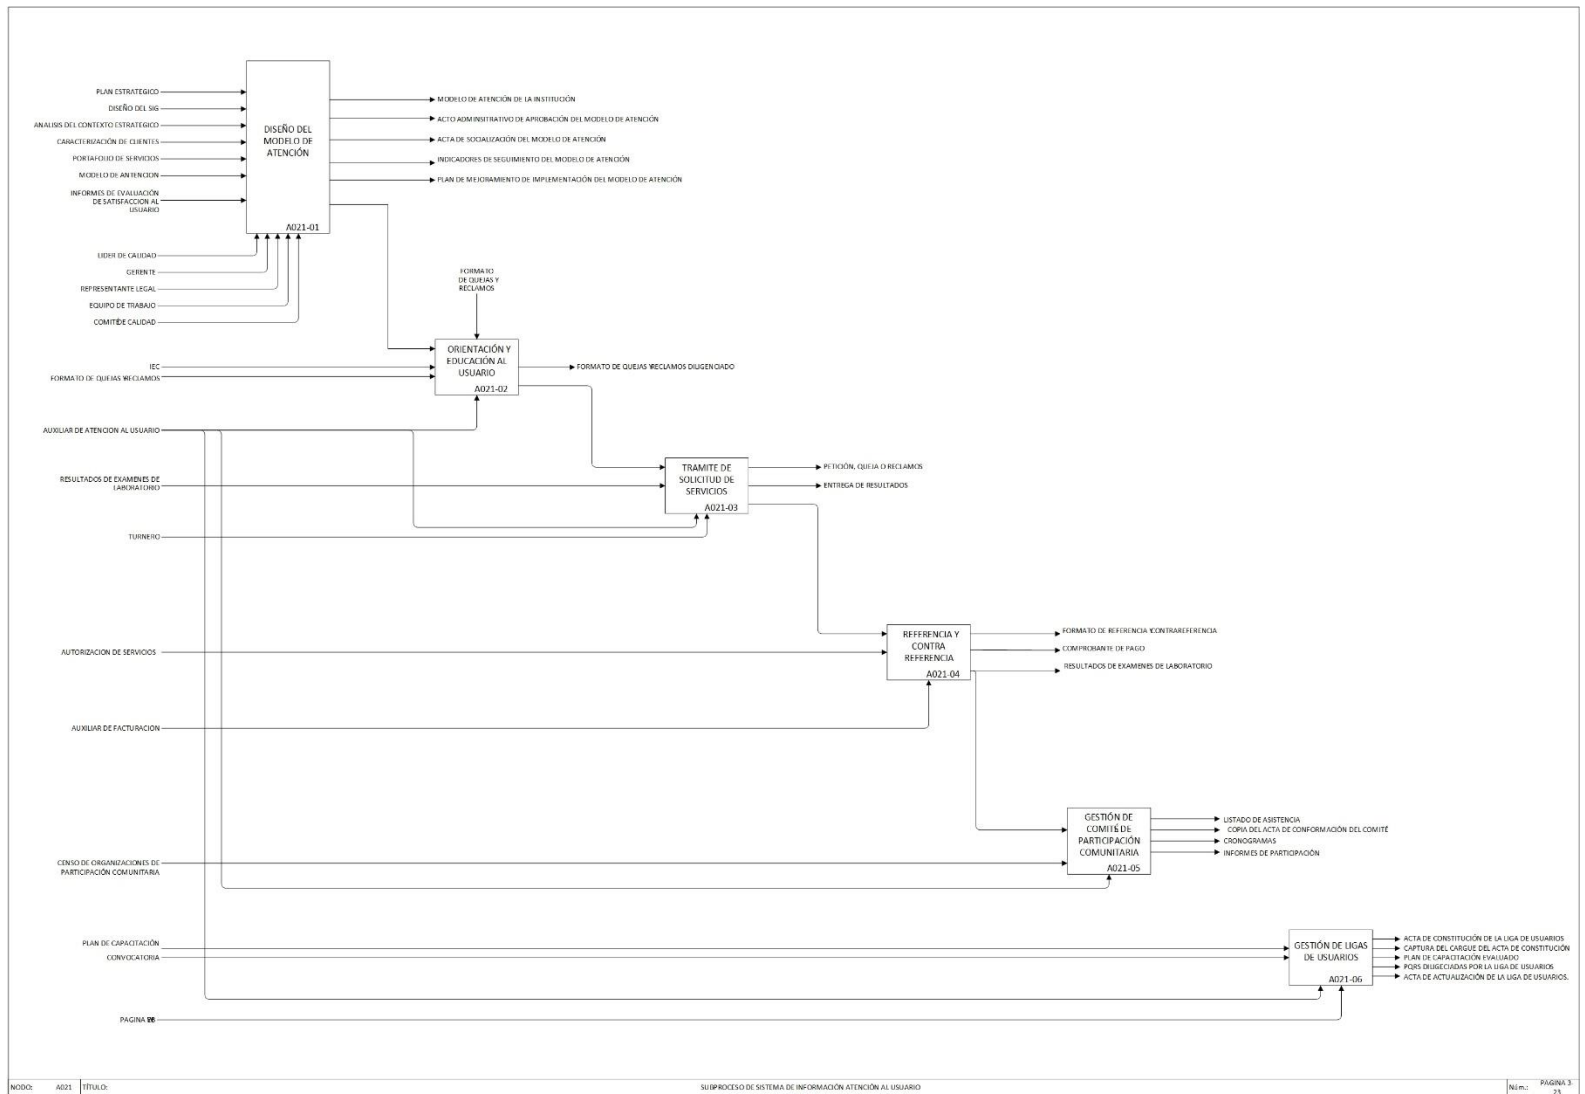 PLAN ESTRATEGICO
DISEÑO DEL SIG
ANALISIS DEL CONTEXTO ESTRATEGICO
CARACTERIZACIÓN DE CLIENTES
PORTAFOLIO DE SERVICIOS
MODELO DE ANTENCION
INFORMES DE EVALUACIÓN
DE SATISFACCION AL
USUARIO
DISEÑO DEL
MODELO DE
ATENCIÓN
A021-01
MODELO DE ATENCIÓN DE LA INSTITUCIÓN
ACTO ADMINSITRATIVO DE APROBACIÓN DEL MODELO DE ATENCIÓN
ACTA DE SOCIALIZACIÓN DEL MODELO DE ATENCIÓN
INDICADORES DE SEGUIMIENTO DEL MODELO DE ATENCIÓN
PLAN DE MEJORAMIENTO DE IMPLEMENTACIÓN DEL MODELO DE ATENCIÓN
LIDER DE CALIDAD
GERENTE
REPRESENTANTE LEGAL
EQUIPO DE TRABAJO
COMITÉ DE CALIDAD
FORMATO
DE QUEJAS Y
RECLAMOS
ORIENTACIÓN Y
EDUCACIÓN AL
USUARIO
A021-02
IEC
FORMATO DE QUEJAS Y RECLAMOS
FORMATO DE QUEJAS Y RECLAMOS DILIGENCIADO
AUXILIAR DE ATENCION AL USUARIO
RESULTADOS DE EXAMENES DE
LABORATORIO
TURNERO
TRAMITE DE
SOLICITUD DE
SERVICIOS
A021-03
PETICIÓN, QUEJA O RECLAMOS
ENTREGA DE RESULTADOS
AUTORIZACION DE SERVICIOS
AUXILIAR DE FACTURACION
REFERENCIA Y
CONTRA
REFERENCIA
A021-04
FORMATO DE REFERENCIA Y CONTRAREFERENCIA
COMPROBANTE DE PAGO
RESULTADOS DE EXAMENES DE LABORATORIO
CENSO DE ORGANIZACIONES DE
PARTICIPACIÓN COMUNITARIA
GESTIÓN DE
COMITÉ DE
PARTICIPACIÓN
COMUNITARIA
A021-05
LISTADO DE ASISTENCIA
COPIA DEL ACTA DE CONFORMACIÓN DEL COMITÉ
CRONOGRAMAS
INFORMES DE PARTICIPACIÓN
PLAN DE CAPACITACIÓN
CONVOCATORIA
PAGINA WEB
GESTIÓN DE LIGAS
DE USUARIOS
A021-06
ACTA DE CONSTITUCIÓN DE LA LIGA DE USUARIOS
CAPTURA DEL CARGUE DEL ACTA DE CONSTITUCIÓN
PLAN DE CAPACITACIÓN EVALUADO
PQRS DILIGECIADAS POR LA LIGA DE USUARIOS
ACTA DE ACTUALIZACIÓN DE LA LIGA DE USUARIOS.
NODO: A021 TÍTULO: SUBPROCESO DE SISTEMA DE INFORMACIÓN ATENCIÓN AL USUARIO Núm.: PAGINA 3-
23